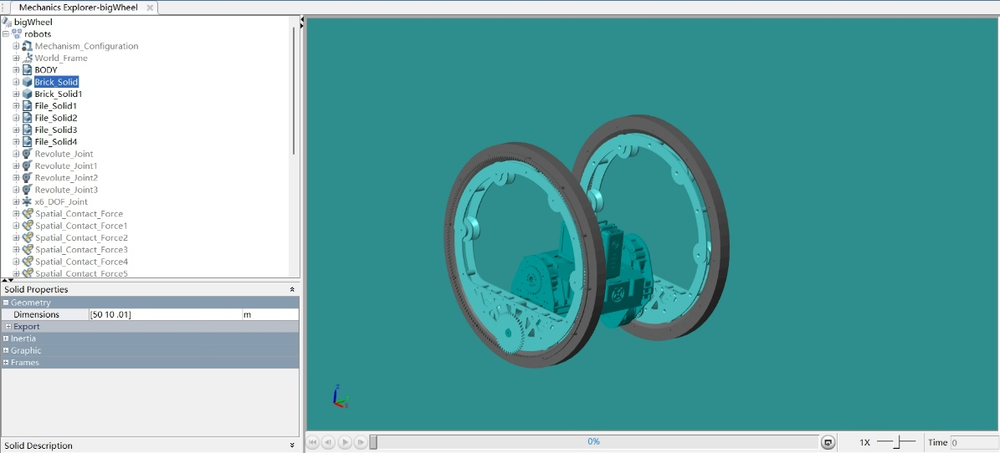 Mechanics Explorer-bigWheel
bigWheel
robots
Mechanism_Configuration
World_Frame
BODY
Brick_Solid
Brick_Solid1
File_Solid1
File_Solid2
File_Solid3
File_Solid4
Revolute_Joint
Revolute_Joint1
Revolute_Joint2
Revolute_Joint3
x6_DOF_Joint
Spatial_Contact_Force
Spatial_Contact_Force1
Spatial_Contact_Force2
Spatial_Contact_Force3
Spatial_Contact_Force4
Spatial_Contact_Force5
Solid Properties
Geometry
Dimensions [50 10 .01] m
Export
Inertia
Graphic
Frames
Solid Description
Z
X
0%
1X
Time 0